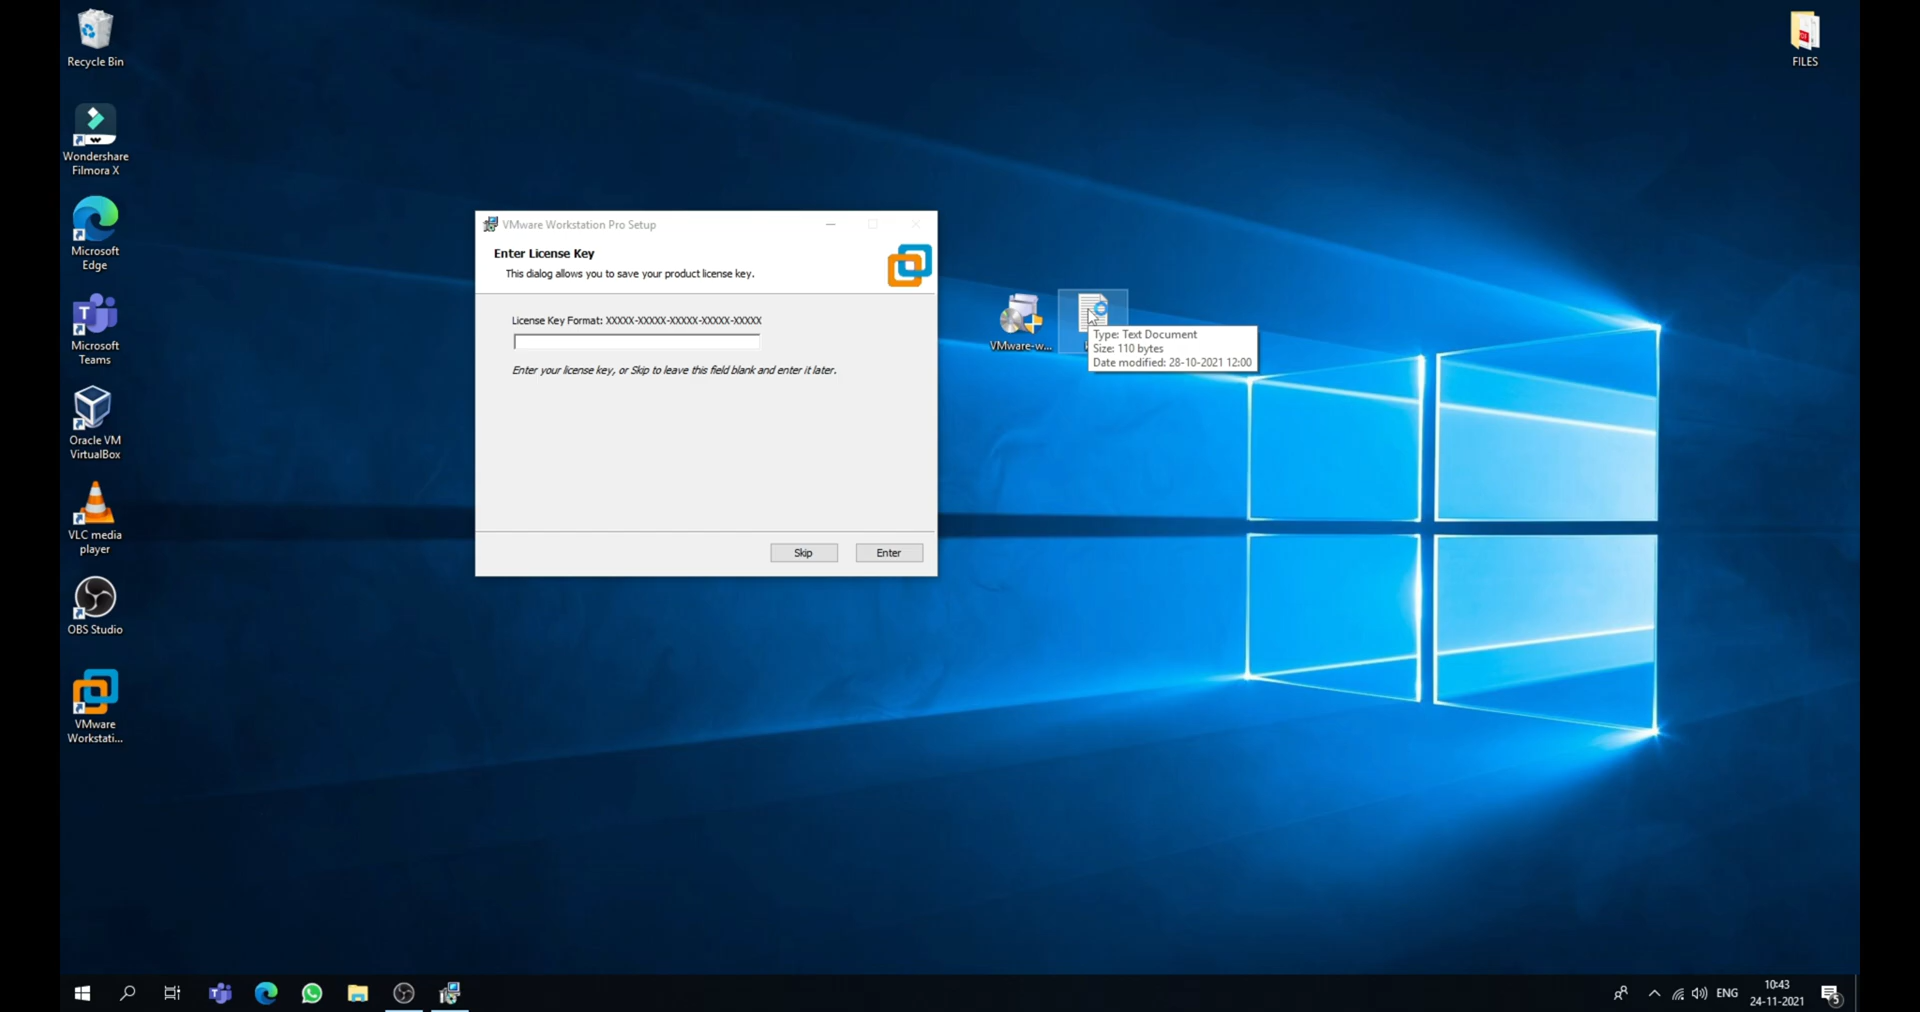 Recycle Bin
Wondershare
Filmora X
Microsoft
Edge
Microsoft
Teams
Oracle VM
VirtualBox
VLC media
player
OBS Studio
VMware
Workstati...
VMware Workstation Pro Setup
Enter License Key
This dialog allows you to save your product license key.
License Key Format: XXXXX-XXXXX-XXXXX-XXXXX-XXXXX
Enter your license key, or Skip to leave this field blank and enter it later.
Skip
Enter
VMware-w...
Type: Text Document
Size: 110 bytes
Date modified: 28-10-2021 12:00
FILES
ENG
10:43
24-11-2021
5